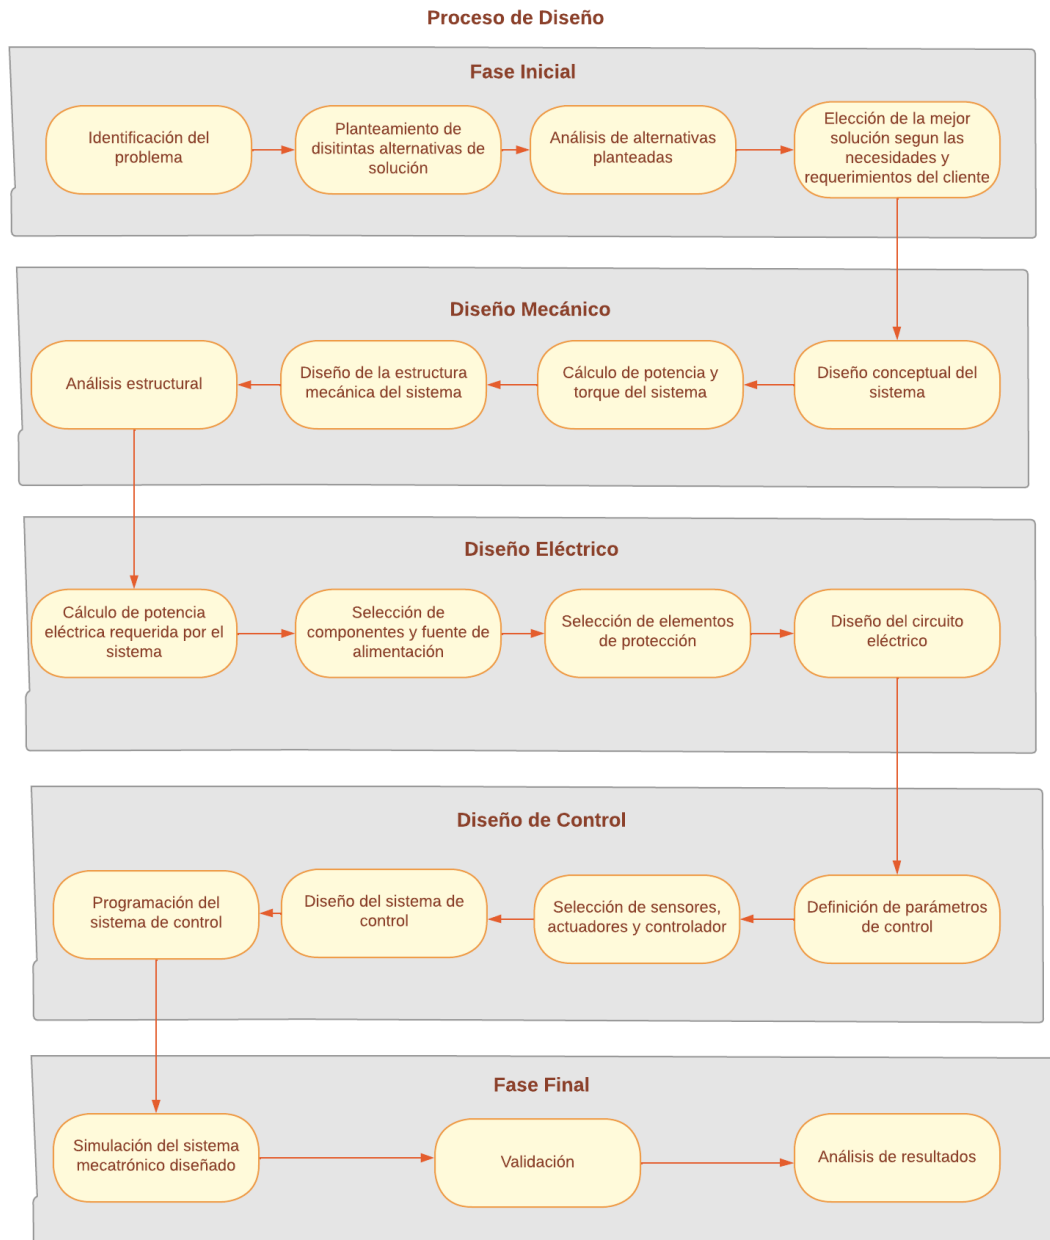 Proceso de Diseño
Fase Inicial
Identificación del
problema
Planteamiento de
disitintas alternativas de
solución
Análisis de alternativas
planteadas
Elección de la mejor
solución segun las
necesidades y
requerimientos del cliente
Diseño Mecánico
Diseño conceptual del
sistema
Cálculo de potencia y
torque del sistema
Diseño de la estructura
mecánica del sistema
Análisis estructural
Diseño Eléctrico
Cálculo de potencia
eléctrica requerida por el
sistema
Selección de
componentes y fuente de
alimentación
Selección de elementos
de protección
Diseño del circuito
eléctrico
Diseño de Control
Definición de parámetros
de control
Selección de sensores,
actuadores y controlador
Diseño del sistema de
control
Programación del
sistema de control
Fase Final
Simulación del sistema
mecatrónico diseñado
Validación
Análisis de resultados